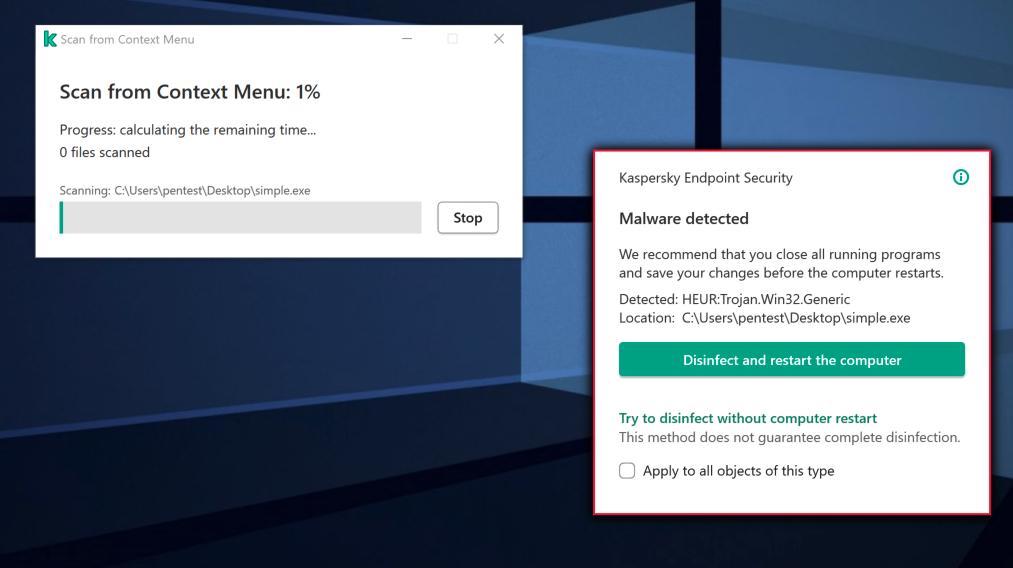 Scan from Context Menu
Scan from Context Menu: 1%
Progress: calculating the remaining time...
0 files scanned
Scanning: C:\Users\pentest\Desktop\simple.exe
Stop
Kaspersky Endpoint Security
Malware detected
We recommend that you close all running programs
and save your changes before the computer restarts.
Detected: HEUR:Trojan.Win32.Generic
Location: C:\Users\pentest\Desktop\simple.exe
Disinfect and restart the computer
Try to disinfect without computer restart
This method does not guarantee complete disinfection.
Apply to all objects of this type